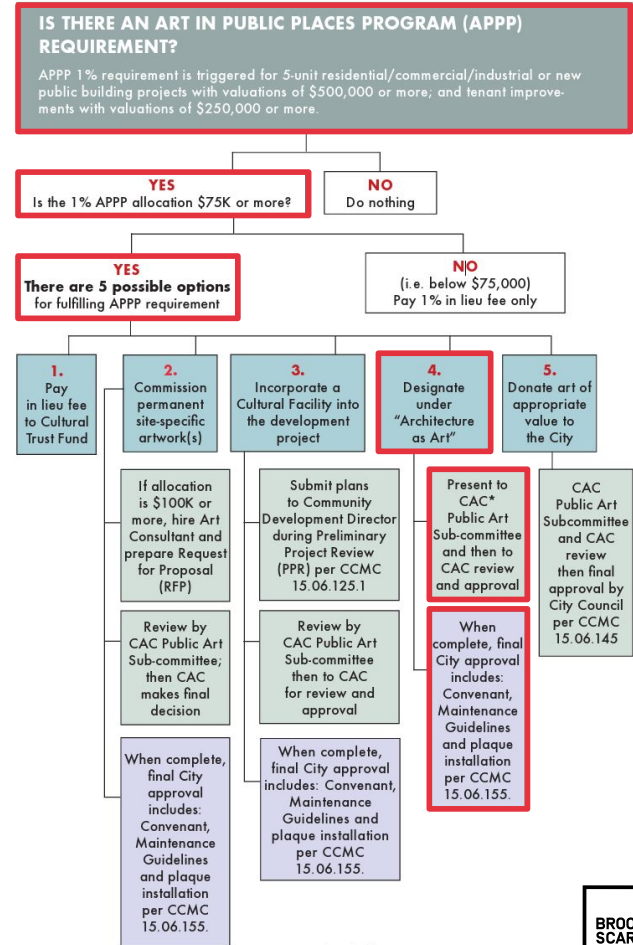 IS THERE AN ART IN PUBLIC PLACES PROGRAM (APPP)
REQUIREMENT?
APPP 1% requirement is triggered for 5-unit residential/commercial/industrial or new
public building projects with valuations of $500,000 or more; and tenant improve-
ments with valuations of $250,000 or more.
YES
Is the 1% APPP allocation $75K or more?
NO
Do nothing
YES
There are 5 possible options
for fulfilling APPP requirement
NO
(i.e. below $75,000)
Pay 1% in lieu fee only
1.
Pay
in lieu fee
to Cultural
Trust Fund
2.
Commission
permanent
site-specific
artwork(s)
3.
Incorporate a
Cultural Facility into
the development
project
4.
Designate
under
“Architecture
as Art”
5.
Donate art of
appropriate
value to
the City
If allocation
is $100K or
more, hire Art
Consultant and
prepare Request
for Proposal
(RFP)
Submit plans
to Community
Development Director
during Preliminary
Project Review
(PPR) per CCMC
15.06.125.1
Present to
CAC*
Public Art
Sub-committee
and then to
CAC review
and approval
CAC
Public Art
Subcommittee
and CAC
review
then final
approval by
City Council
per CCMC
15.06.145
Review by
CAC Public Art
Sub-committee;
then CAC
makes final
decision
Review by
CAC Public Art
Sub-committee
then to CAC
for review and
approval
When
complete, final
City approval
includes:
Convenant,
Maintenance
Guidelines
and plaque
installation
per CCMC
15.06.155.
When complete,
final City
approval
includes:
Convenant,
Maintenance
Guidelines
and plaque
installation
per CCMC
15.06.155.
When complete,
final City approval
includes: Convenant,
Maintenance
Guidelines and
plaque installation
per CCMC
15.06.155.
BROO
SCAR